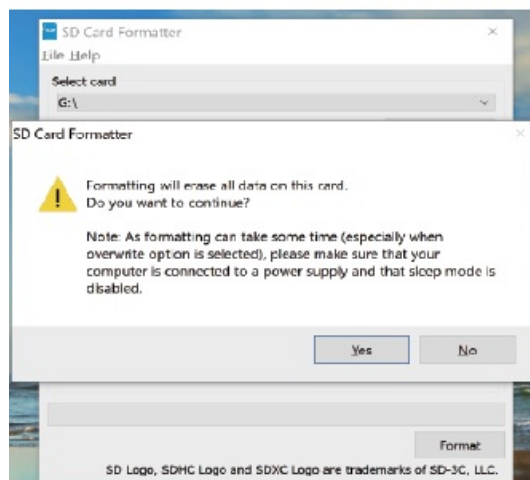 SD Card Formatter
File Help
Select card
G:\
SD Card Formatter
Formatting will erase all data on this card.
Do you want to continue?
Note: As formatting can take some time (especially when
overwrite option is selected), please make sure that your
computer is connected to a power supply and that sleep mode is
disabled.
Yes No
Format
SD Logo, SDHC Logo and SDXC Logo are trademarks of SD-3C, LLC.